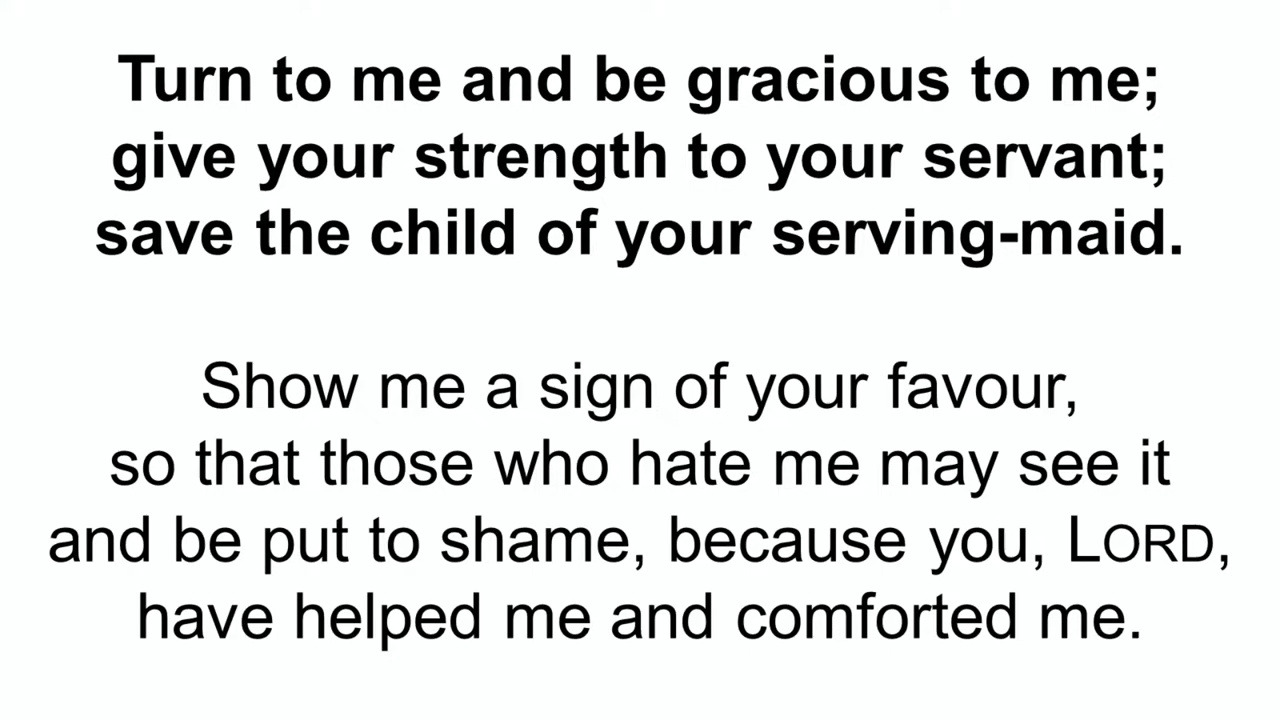 Turn to me and be gracious to me;
give your strength to your servant;
save the child of your serving-maid.
Show me a sign of your favour,
so that those who hate me may see it
and be put to shame, because you, LORD,
have helped me and comforted me.